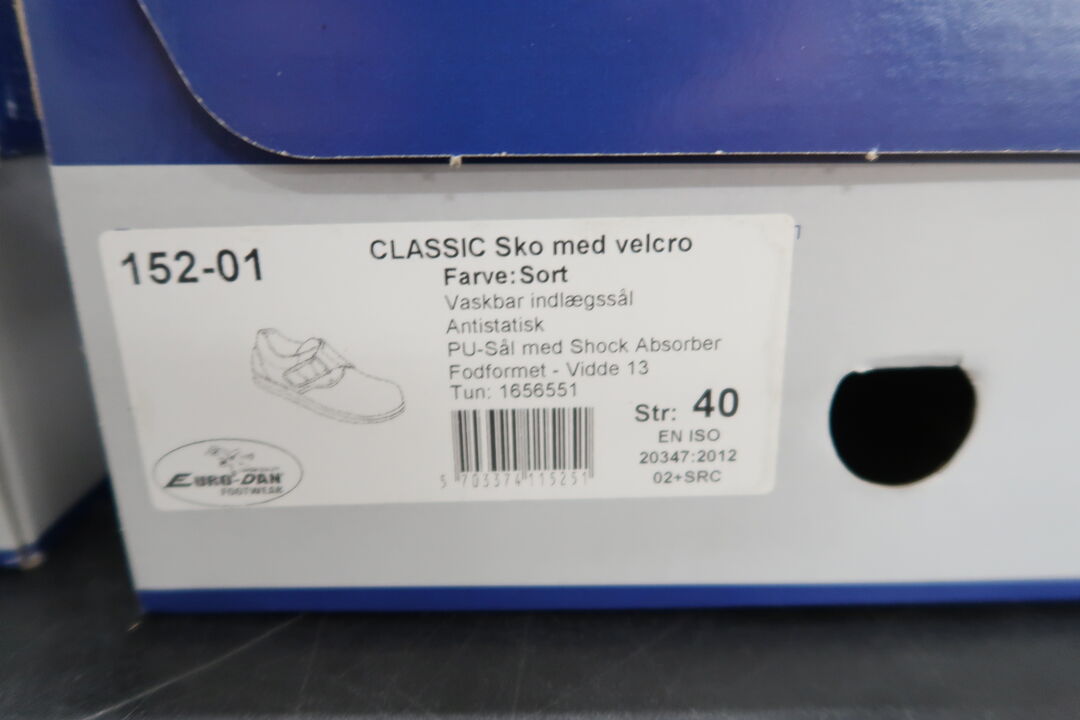 152-01
CLASSIC Sko med velcro
Farve: Sort
Vaskbar indlægssål
Antistatisk
PU-Sål med Shock Absorber
Fodformet - Vidde 13
Tun: 1656551
Str: 40
EN ISO
20347:2012
02+SRC
5 703374 115251
EURO-DAN
FOOTWEAR